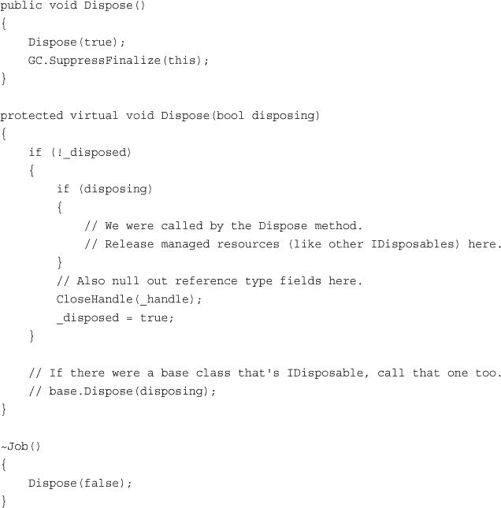 public void Dispose()
{
    Dispose(true);
    GC.SuppressFinalize(this);
}

protected virtual void Dispose(bool disposing)
{
    if (!_disposed)
    {
        if (disposing)
        {
            // We were called by the Dispose method.
            // Release managed resources (like other IDisposables) here.
        }
        // Also null out reference type fields here.
        CloseHandle(_handle);
        _disposed = true;
    }

    // If there were a base class that's IDisposable, call that one too.
    // base.Dispose(disposing);
}

~Job()
{
    Dispose(false);
}